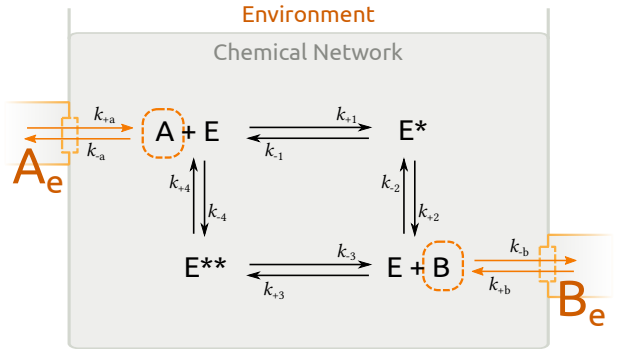 Environment
Chemical Network
k+a
A + E
k+1
E*
k-a
k-1
Ae
k+4
k-4
k-2
k+2
E**
k-3
E + B
k-b
k+3
k+b
Be